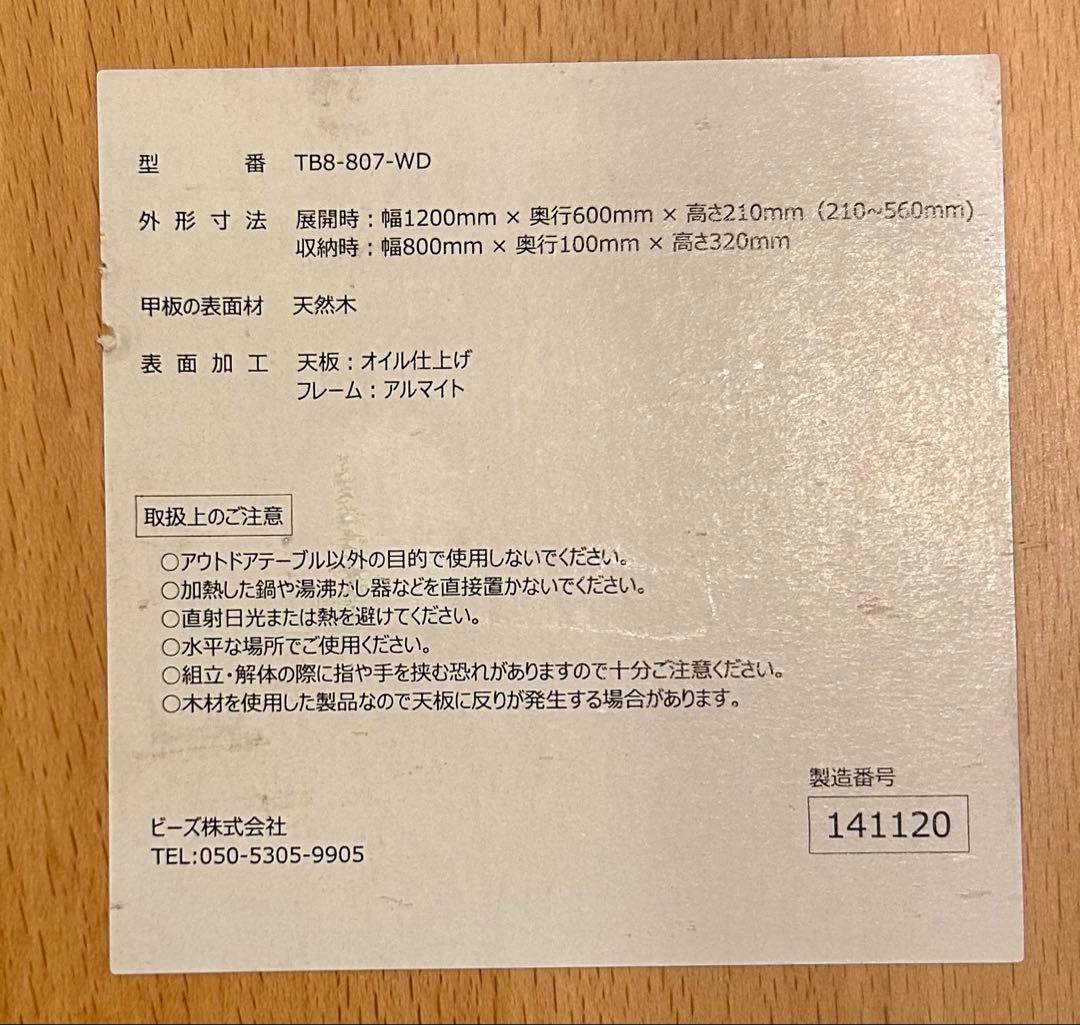 型番 TB8-807-WD
外形寸法 展開時：幅1200mm × 奥行600mm × 高さ210mm（210~560mm）
収納時：幅800mm × 奥行100mm × 高さ320mm
甲板の表面材 天然木
表面加工 天板：オイル仕上げ
フレーム：アルマイト
取扱上のご注意
○アウトドアテーブル以外の目的で使用しないでください。
○加熱した鍋や湯沸かし器などを直接置かないでください。
○直射日光または熱を避けてください。
○水平な場所でご使用ください。
○組立・解体の際に指や手を挟む恐れがありますので十分ご注意ください。
○木材を使用した製品なので天板に反りが発生する場合があります。
製造番号
141120
ビーズ株式会社
TEL:050-5305-9905